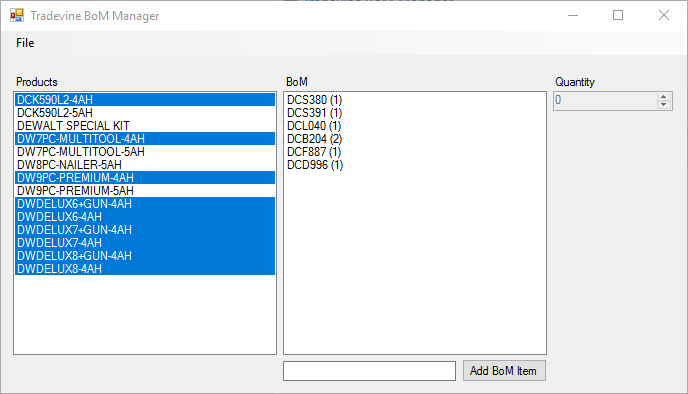 Tradevine BoM Manager
File
Products
DCK590L2-4AH
DCK590L2-5AH
DEWALT SPECIAL KIT
DW7PC-MULTITOOL-4AH
DW7PC-MULTITOOL-5AH
DW8PC-NAILER-5AH
DW9PC-PREMIUM-4AH
DW9PC-PREMIUM-5AH
DWDELUX6+GUN-4AH
DWDELUX6-4AH
DWDELUX7+GUN-4AH
DWDELUX7-4AH
DWDELUX8+GUN-4AH
DWDELUX8-4AH
BoM
DCS380 (1)
DCS391 (1)
DCL040 (1)
DCB204 (2)
DCF887 (1)
DCD996 (1)
Add BoM Item
Quantity
0